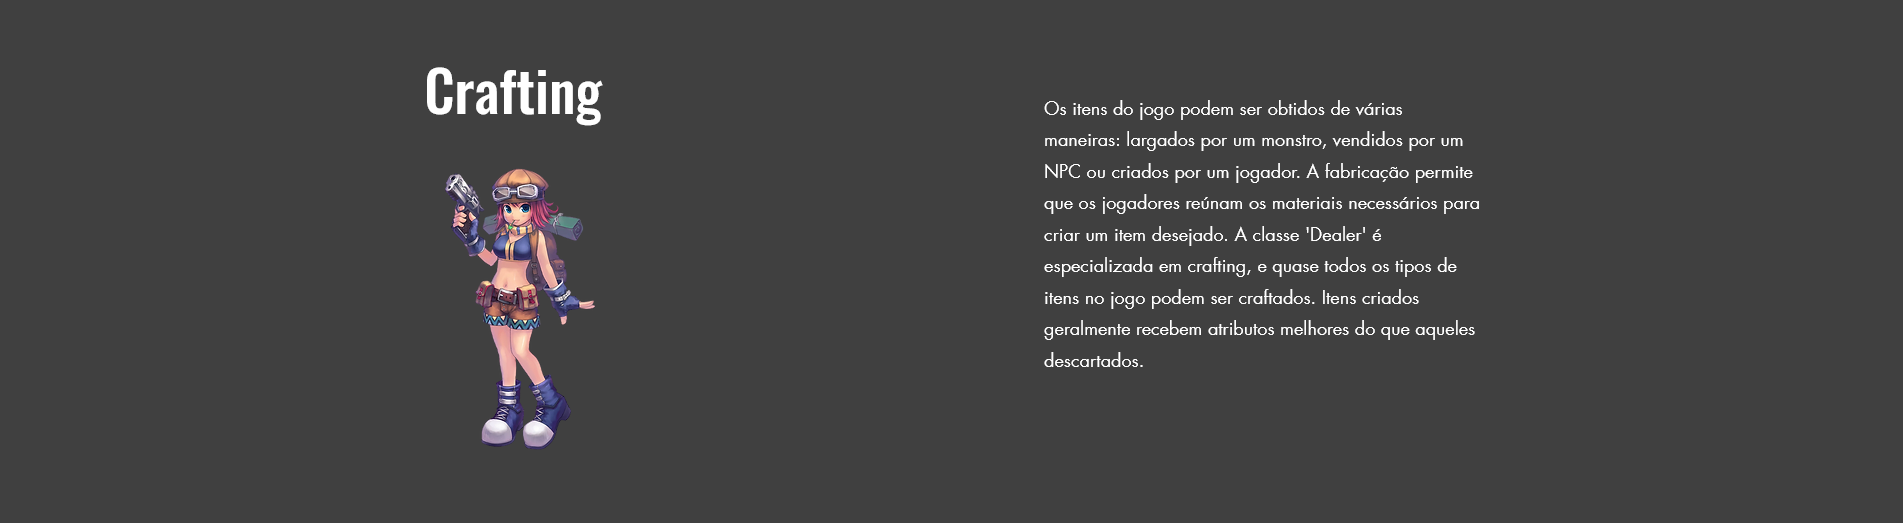 Crafting
Os itens do jogo podem ser obtidos de várias
maneiras: largados por um monstro, vendidos por um
NPC ou criados por um jogador. A fabricação permite
que os jogadores reúnam os materiais necessários para
criar um item desejado. A classe 'Dealer' é
especializada em crafting, e quase todos os tipos de
itens no jogo podem ser craftados. Itens criados
geralmente recebem atributos melhores do que aqueles
descartados.